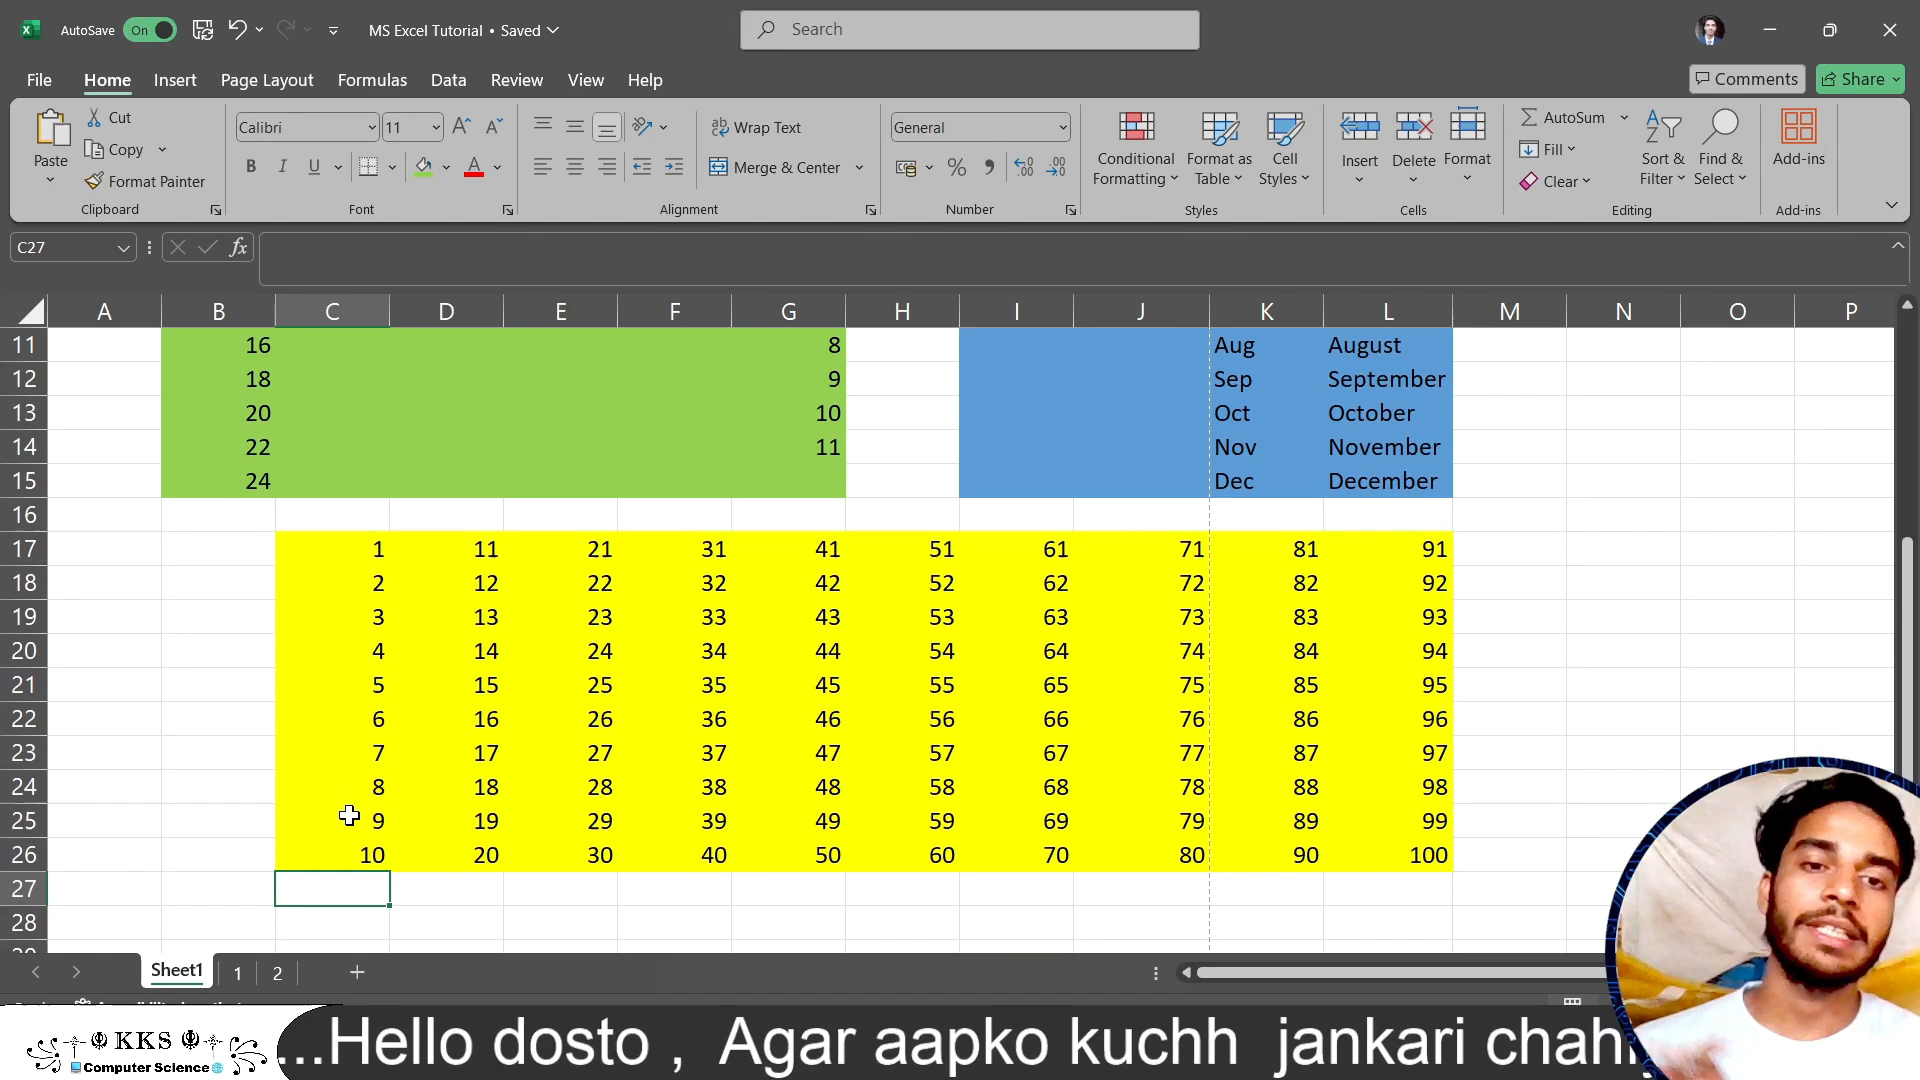 AutoSave On MS Excel Tutorial • Saved Search
File Home Insert Page Layout Formulas Data Review View Help Comments Share
Paste Cut Copy Format Painter Clipboard
Calibri 11 B I U A Font
Wrap Text Merge & Center Alignment
General % Number
Conditional Formatting Format as Table Cell Styles Styles
Insert Delete Format Cells
AutoSum Fill Clear Sort & Filter Find & Select Editing
Add-ins Add-ins
C27 fx
A B C D E F G H I J K L M N O P
11 16 8 Aug August
12 18 9 Sep September
13 20 10 Oct October
14 22 11 Nov November
15 24 Dec December
16
17 1 11 21 31 41 51 61 71 81 91
18 2 12 22 32 42 52 62 72 82 92
19 3 13 23 33 43 53 63 73 83 93
20 4 14 24 34 44 54 64 74 84 94
21 5 15 25 35 45 55 65 75 85 95
22 6 16 26 36 46 56 66 76 86 96
23 7 17 27 37 47 57 67 77 87 97
24 8 18 28 38 48 58 68 78 88 98
25 9 19 29 39 49 59 69 79 89 99
26 10 20 30 40 50 60 70 80 90 100
27
28
Sheet1 1 2
KKS
Computer Science
...Hello dosto , Agar aapko kuchh jankari